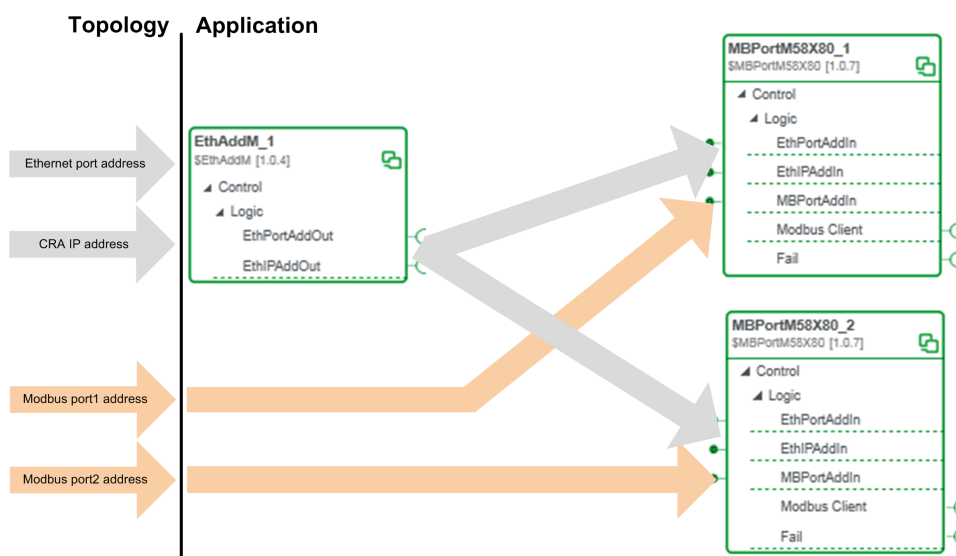 Topology
Application
Ethernet port address
CRA IP address
Modbus port1 address
Modbus port2 address
EthAddM_1
$EthAddM [1.0.4]
Control
Logic
EthPortAddOut
EthIPAddOut
MBPortM58X80_1
$MBPortM58X80 [1.0.7]
Control
Logic
EthPortAddIn
EthIPAddIn
MBPortAddIn
Modbus Client
Fail
MBPortM58X80_2
$MBPortM58X80 [1.0.7]
Control
Logic
EthPortAddIn
EthIPAddIn
MBPortAddIn
Modbus Client
Fail